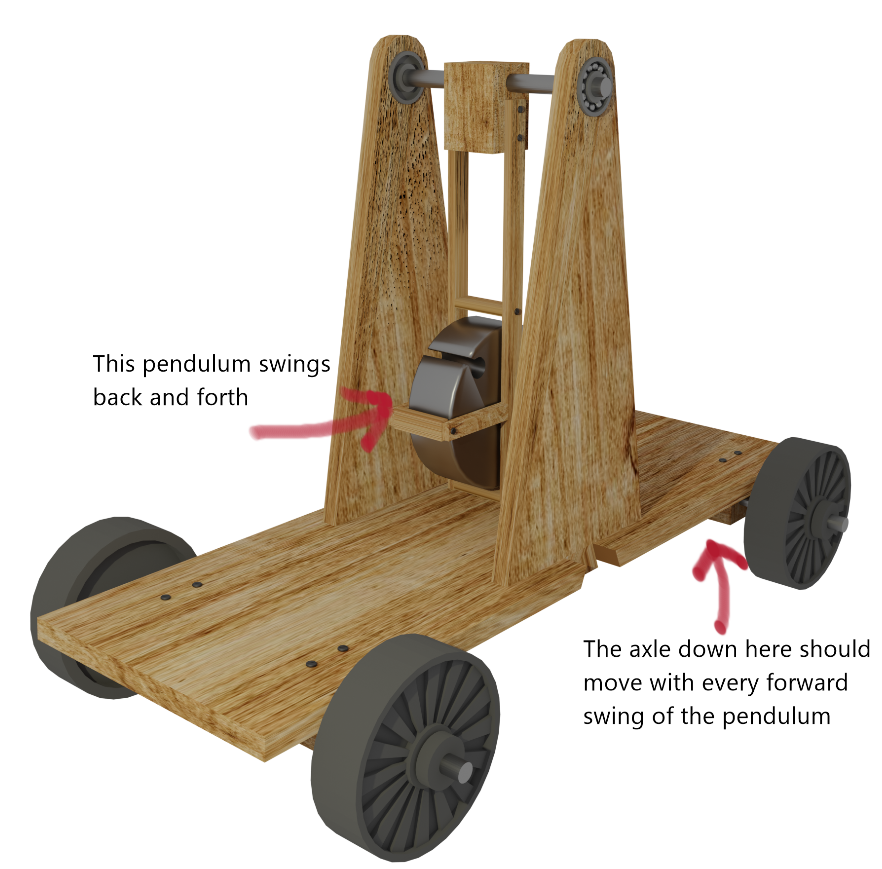 This pendulum swings
back and forth
The axle down here should
move with every forward
swing of the pendulum